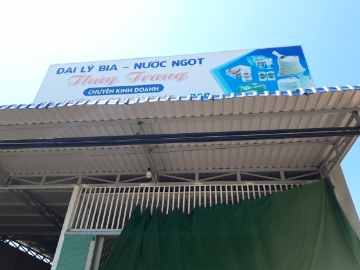 ĐẠI LÝ BIA – NƯỚC NGỌT
Thùy Trang
CHUYÊN KINH DOANH